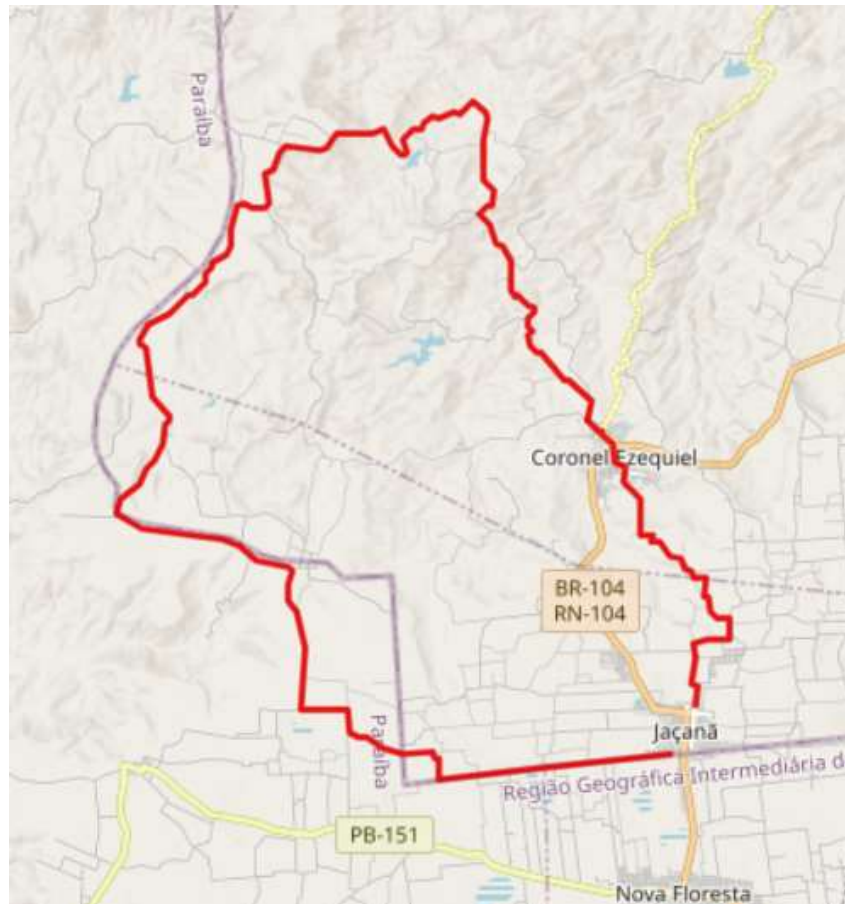 Paraíba
Coronel Ezequiel
BR-104
RN-104
Jaçanã
Paraíba
Região Geográfica Intermediária d
PB-151
Nova Floresta